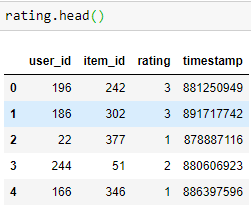 rating.head()
user_id item_id rating timestamp
0 196 242 3 881250949
1 186 302 3 891717742
2 22 377 1 878887116
3 244 51 2 880606923
4 166 346 1 886397596